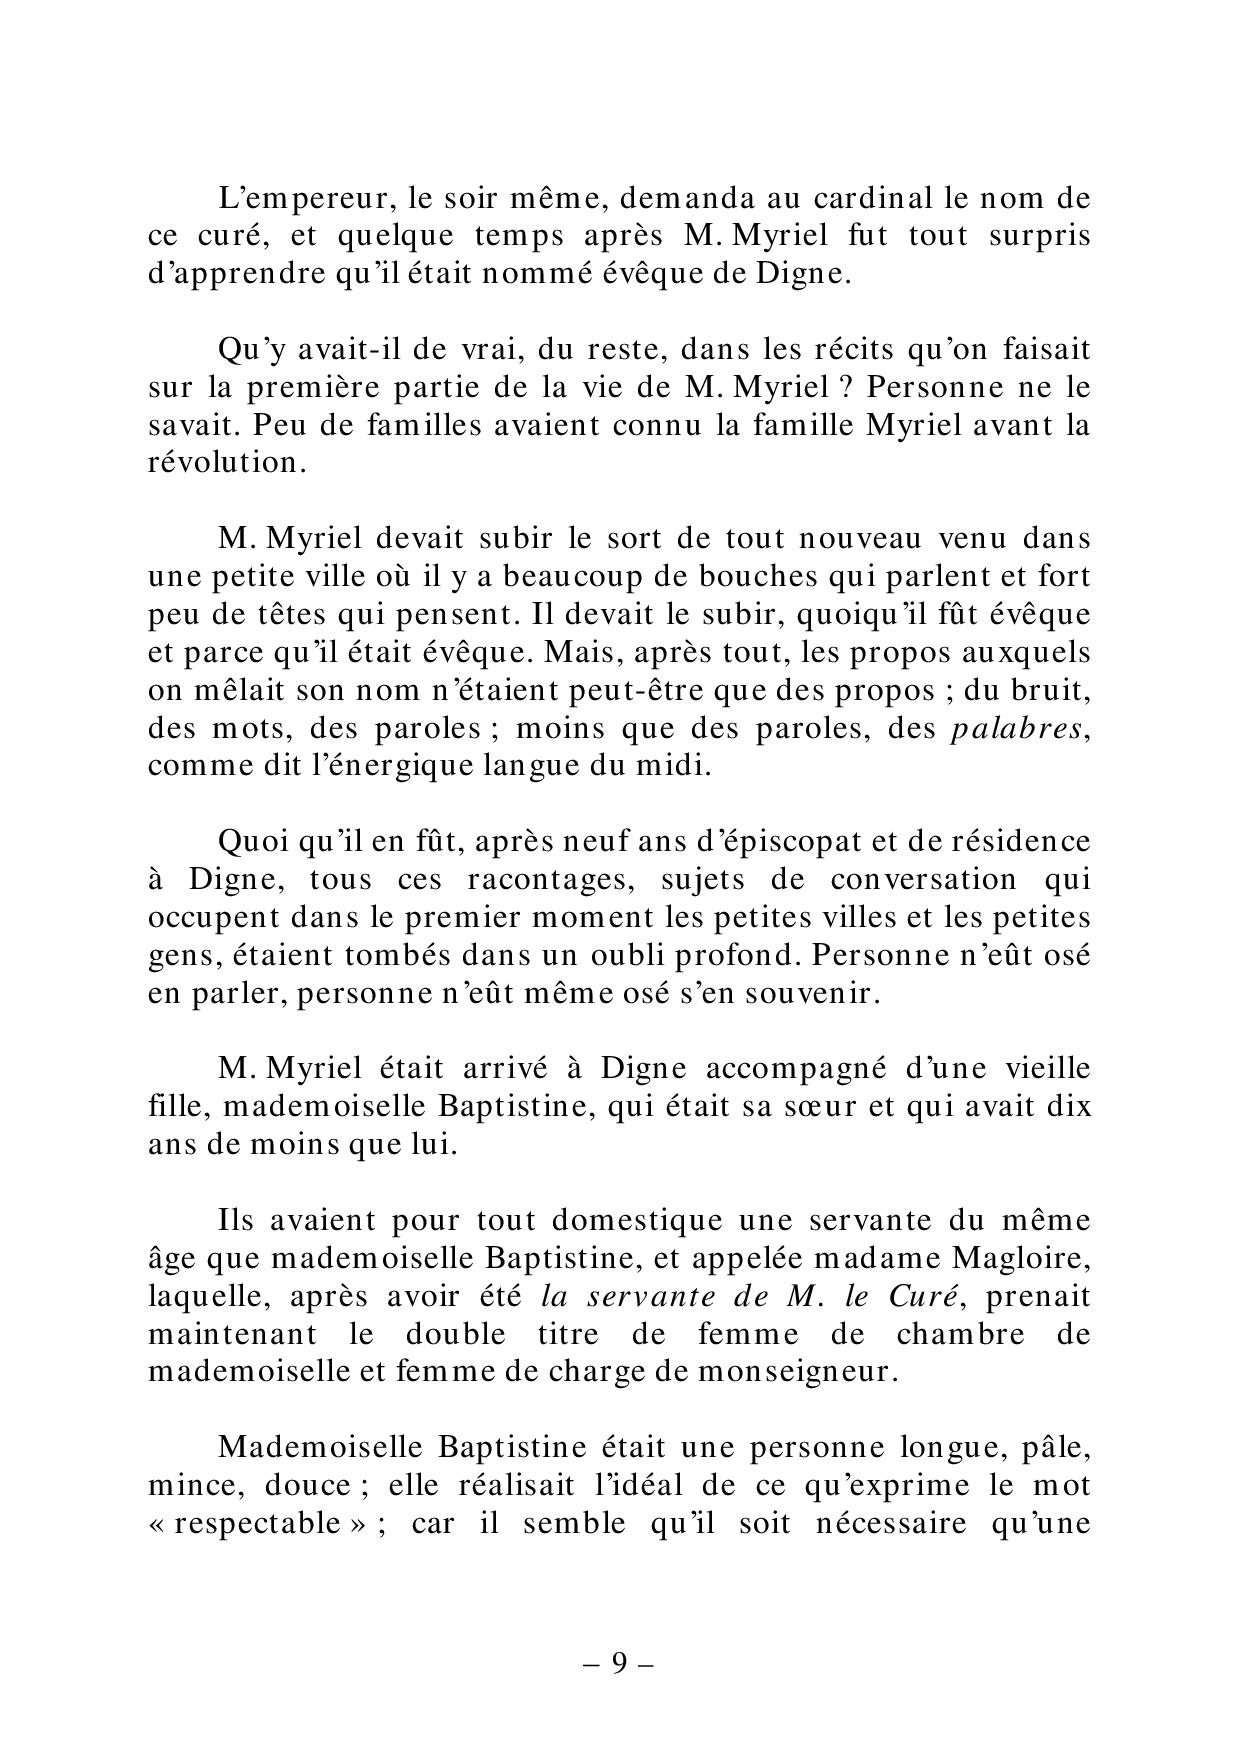 L’empereur, le soir même, demanda au cardinal le nom de
ce curé, et quelque temps après M. Myriel fut tout surpris
d’apprendre qu’il était nommé évêque de Digne.
Qu’y avait-il de vrai, du reste, dans les récits qu’on faisait
sur la première partie de la vie de M. Myriel ? Personne ne le
savait. Peu de familles avaient connu la famille Myriel avant la
révolution.
M. Myriel devait subir le sort de tout nouveau venu dans
une petite ville où il y a beaucoup de bouches qui parlent et fort
peu de têtes qui pensent. Il devait le subir, quoiqu’il fût évêque
et parce qu’il était évêque. Mais, après tout, les propos auxquels
on mêlait son nom n’étaient peut-être que des propos ; du bruit,
des mots, des paroles ; moins que des paroles, des palabres,
comme dit l’énergique langue du midi.
Quoi qu’il en fût, après neuf ans d’épiscopat et de résidence
à Digne, tous ces racontages, sujets de conversation qui
occupent dans le premier moment les petites villes et les petites
gens, étaient tombés dans un oubli profond. Personne n’eût osé
en parler, personne n’eût même osé s’en souvenir.
M. Myriel était arrivé à Digne accompagné d’une vieille
fille, mademoiselle Baptistine, qui était sa sœur et qui avait dix
ans de moins que lui.
Ils avaient pour tout domestique une servante du même
âge que mademoiselle Baptistine, et appelée madame Magloire,
laquelle, après avoir été la servante de M. le Curé, prenait
maintenant le double titre de femme de chambre de
mademoiselle et femme de charge de monseigneur.
Mademoiselle Baptistine était une personne longue, pâle,
mince, douce ; elle réalisait l’idéal de ce qu’exprime le mot
« respectable » ; car il semble qu’il soit nécessaire qu’une
– 9 –